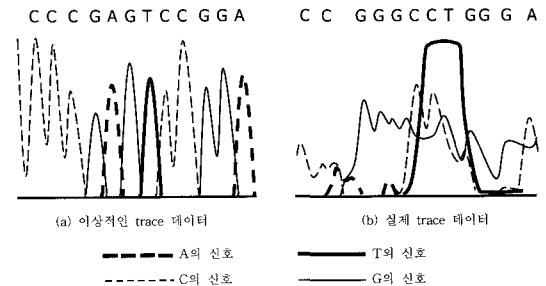 C C C G A G T C C G G A
C C G G G C C T G G G A
(a) 이상적인 trace 데이터
(b) 실제 trace 데이터
A의 신호
T의 신호
C의 신호
G의 신호